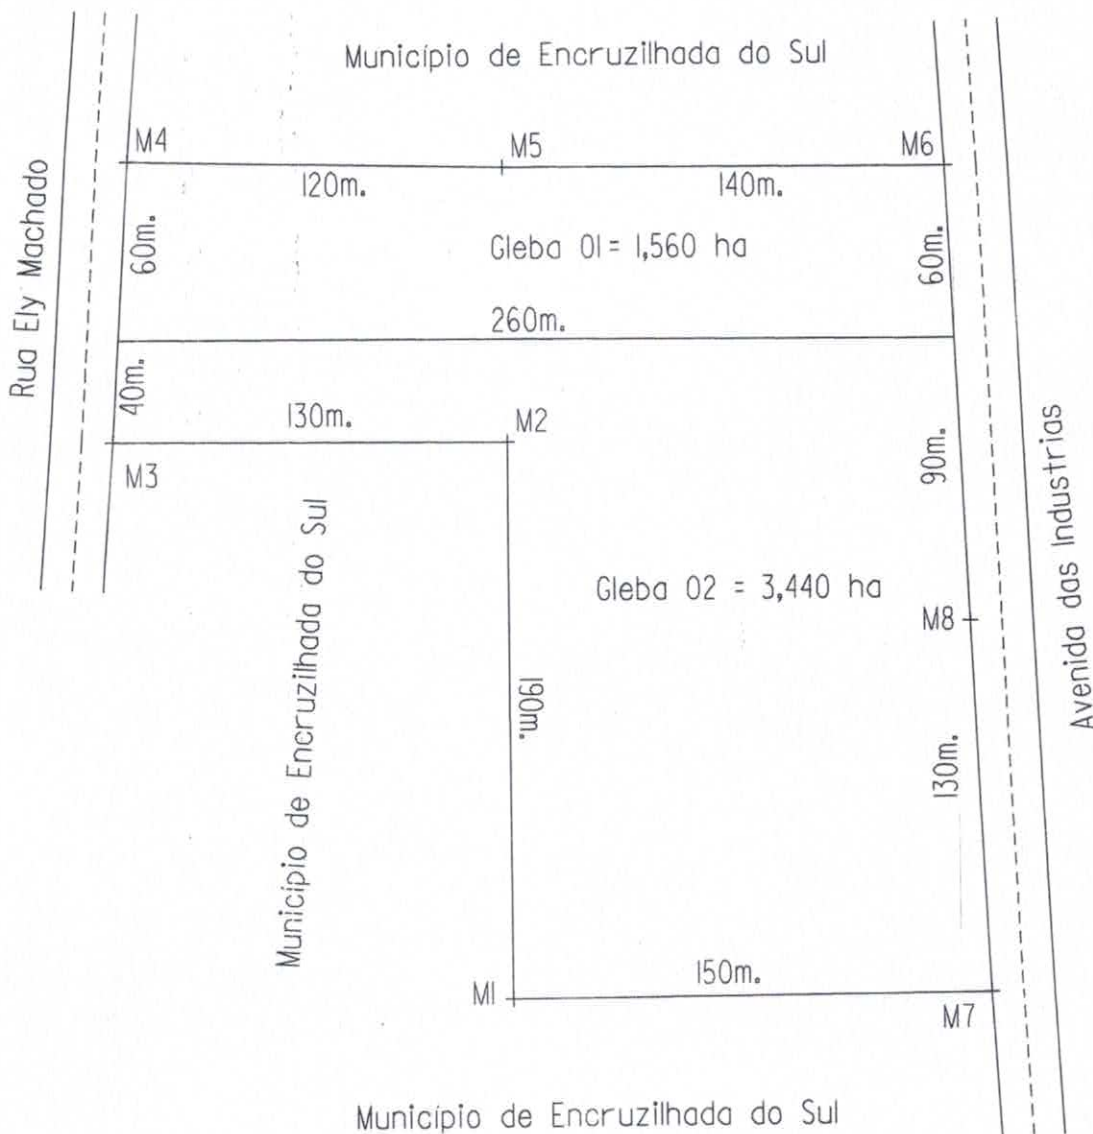 Município de Encruzilhada do Sul
M4
M5
M6
120m.
140m.
Rua Ely Machado
60m.
Gleba 01 = 1,560 ha
60m.
260m.
40m.
130m.
M2
M3
90m.
Avenida das Industrias
Município de Encruzilhada do Sul
Gleba 02 = 3,440 ha
M8
190m.
130m.
150m.
M1
M7
Município de Encruzilhada do Sul